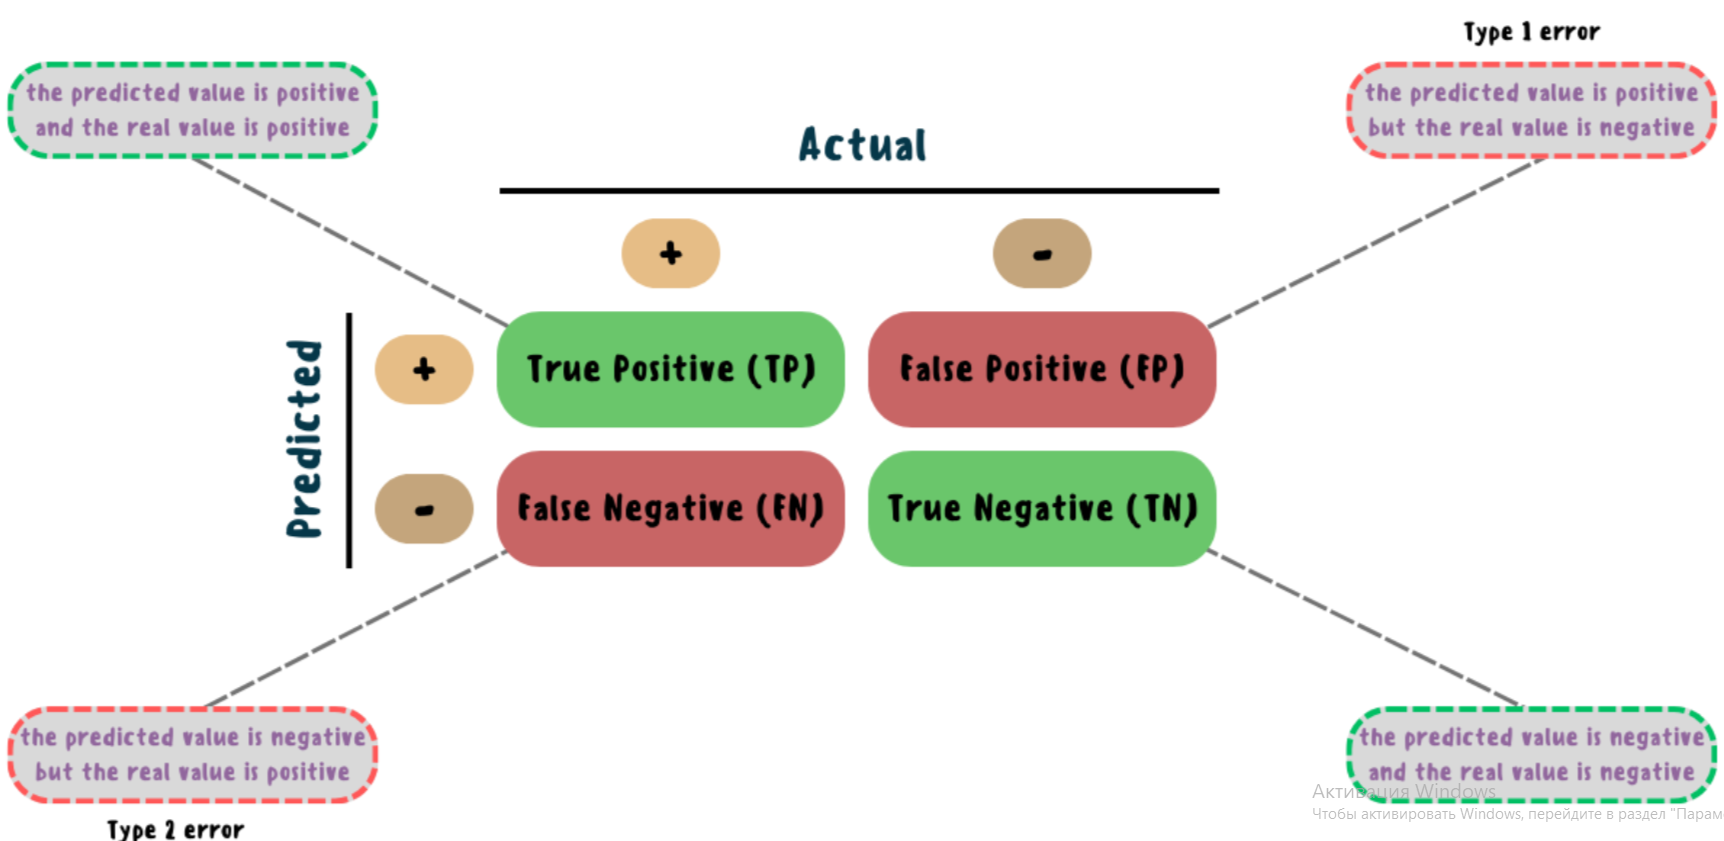 Type 1 error
the predicted value is positive
and the real value is positive
the predicted value is positive
but the real value is negative
Actual
+
-
Predicted
+
True Positive (TP)
False Positive (FP)
-
False Negative (FN)
True Negative (TN)
the predicted value is negative
but the real value is positive
Type 2 error
the predicted value is negative
and the real value is negative
Активация Windows
Чтобы активировать Windows, перейдите в раздел "Парам